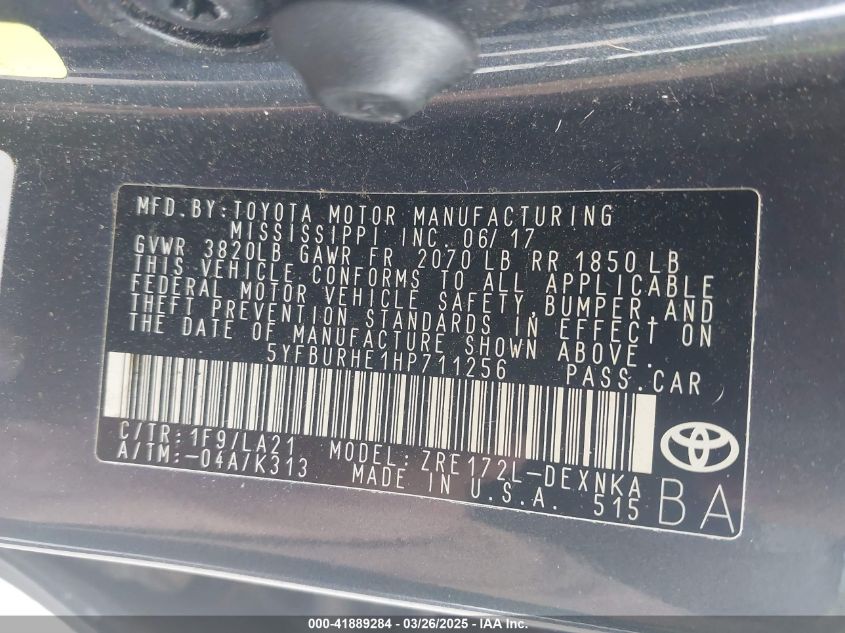 MFD.BY:TOYOTA MOTOR MANUFACTURING
MISSISSIPPI INC. 06/17
GVWR 3820LB GAWR FR 2070 LB RR 1850 LB
THIS VEHICLE CONFORMS TO ALL APPLICABLE
FEDERAL MOTOR VEHICLE SAFETY,BUMPER,AND
THEFT PREVENTION STANDARDS IN EFFECT ON
THE DATE OF MANUFACTURE SHOWN ABOVE.
5YFBURHE1HP711256 PASS.CAR
C/TR:1F9/LA21 MODEL: ZRE172L-DEXNKA
A/TM:-04A/K313 MADE IN U.S.A. 515
BA
000-41889284 - 03/26/2025 - IAA Inc.